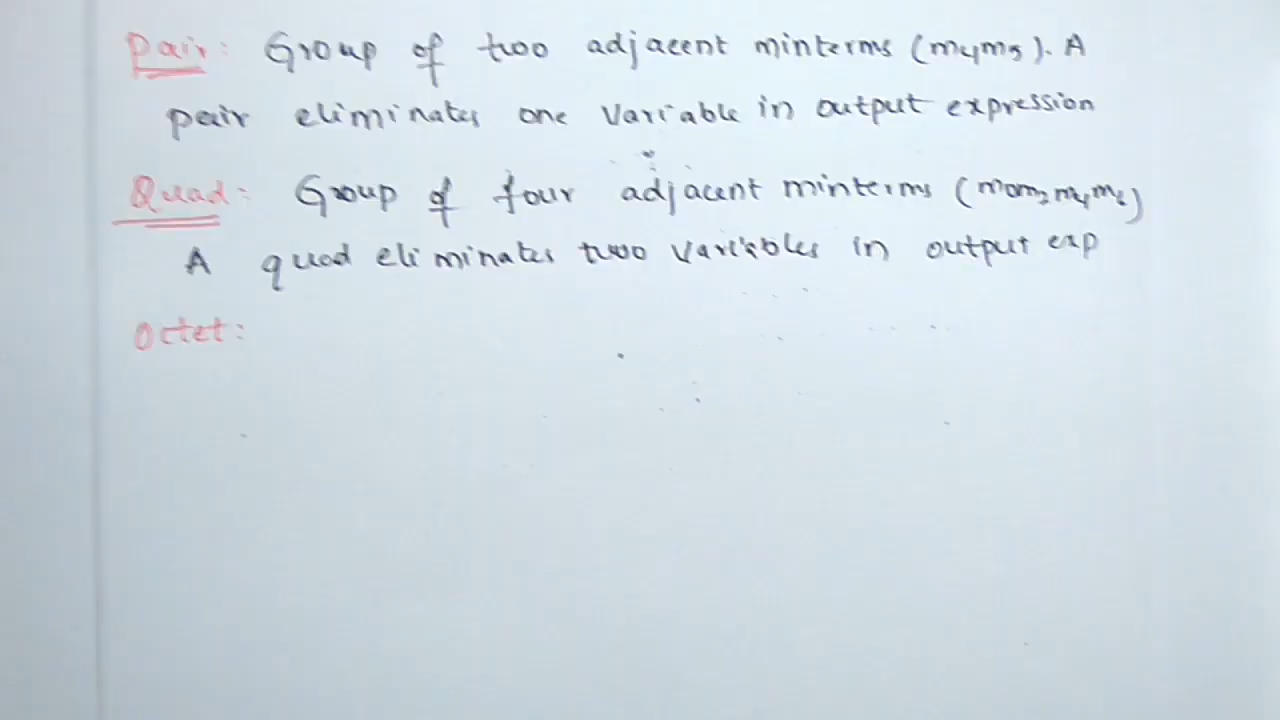 Pair: Group of two adjacent minterms (m4m5). A
pair eliminates one variable in output expression
Quad: Group of four adjacent minterms (m0m2m4m6)
A quad eliminates two variables in output exp
Octet: